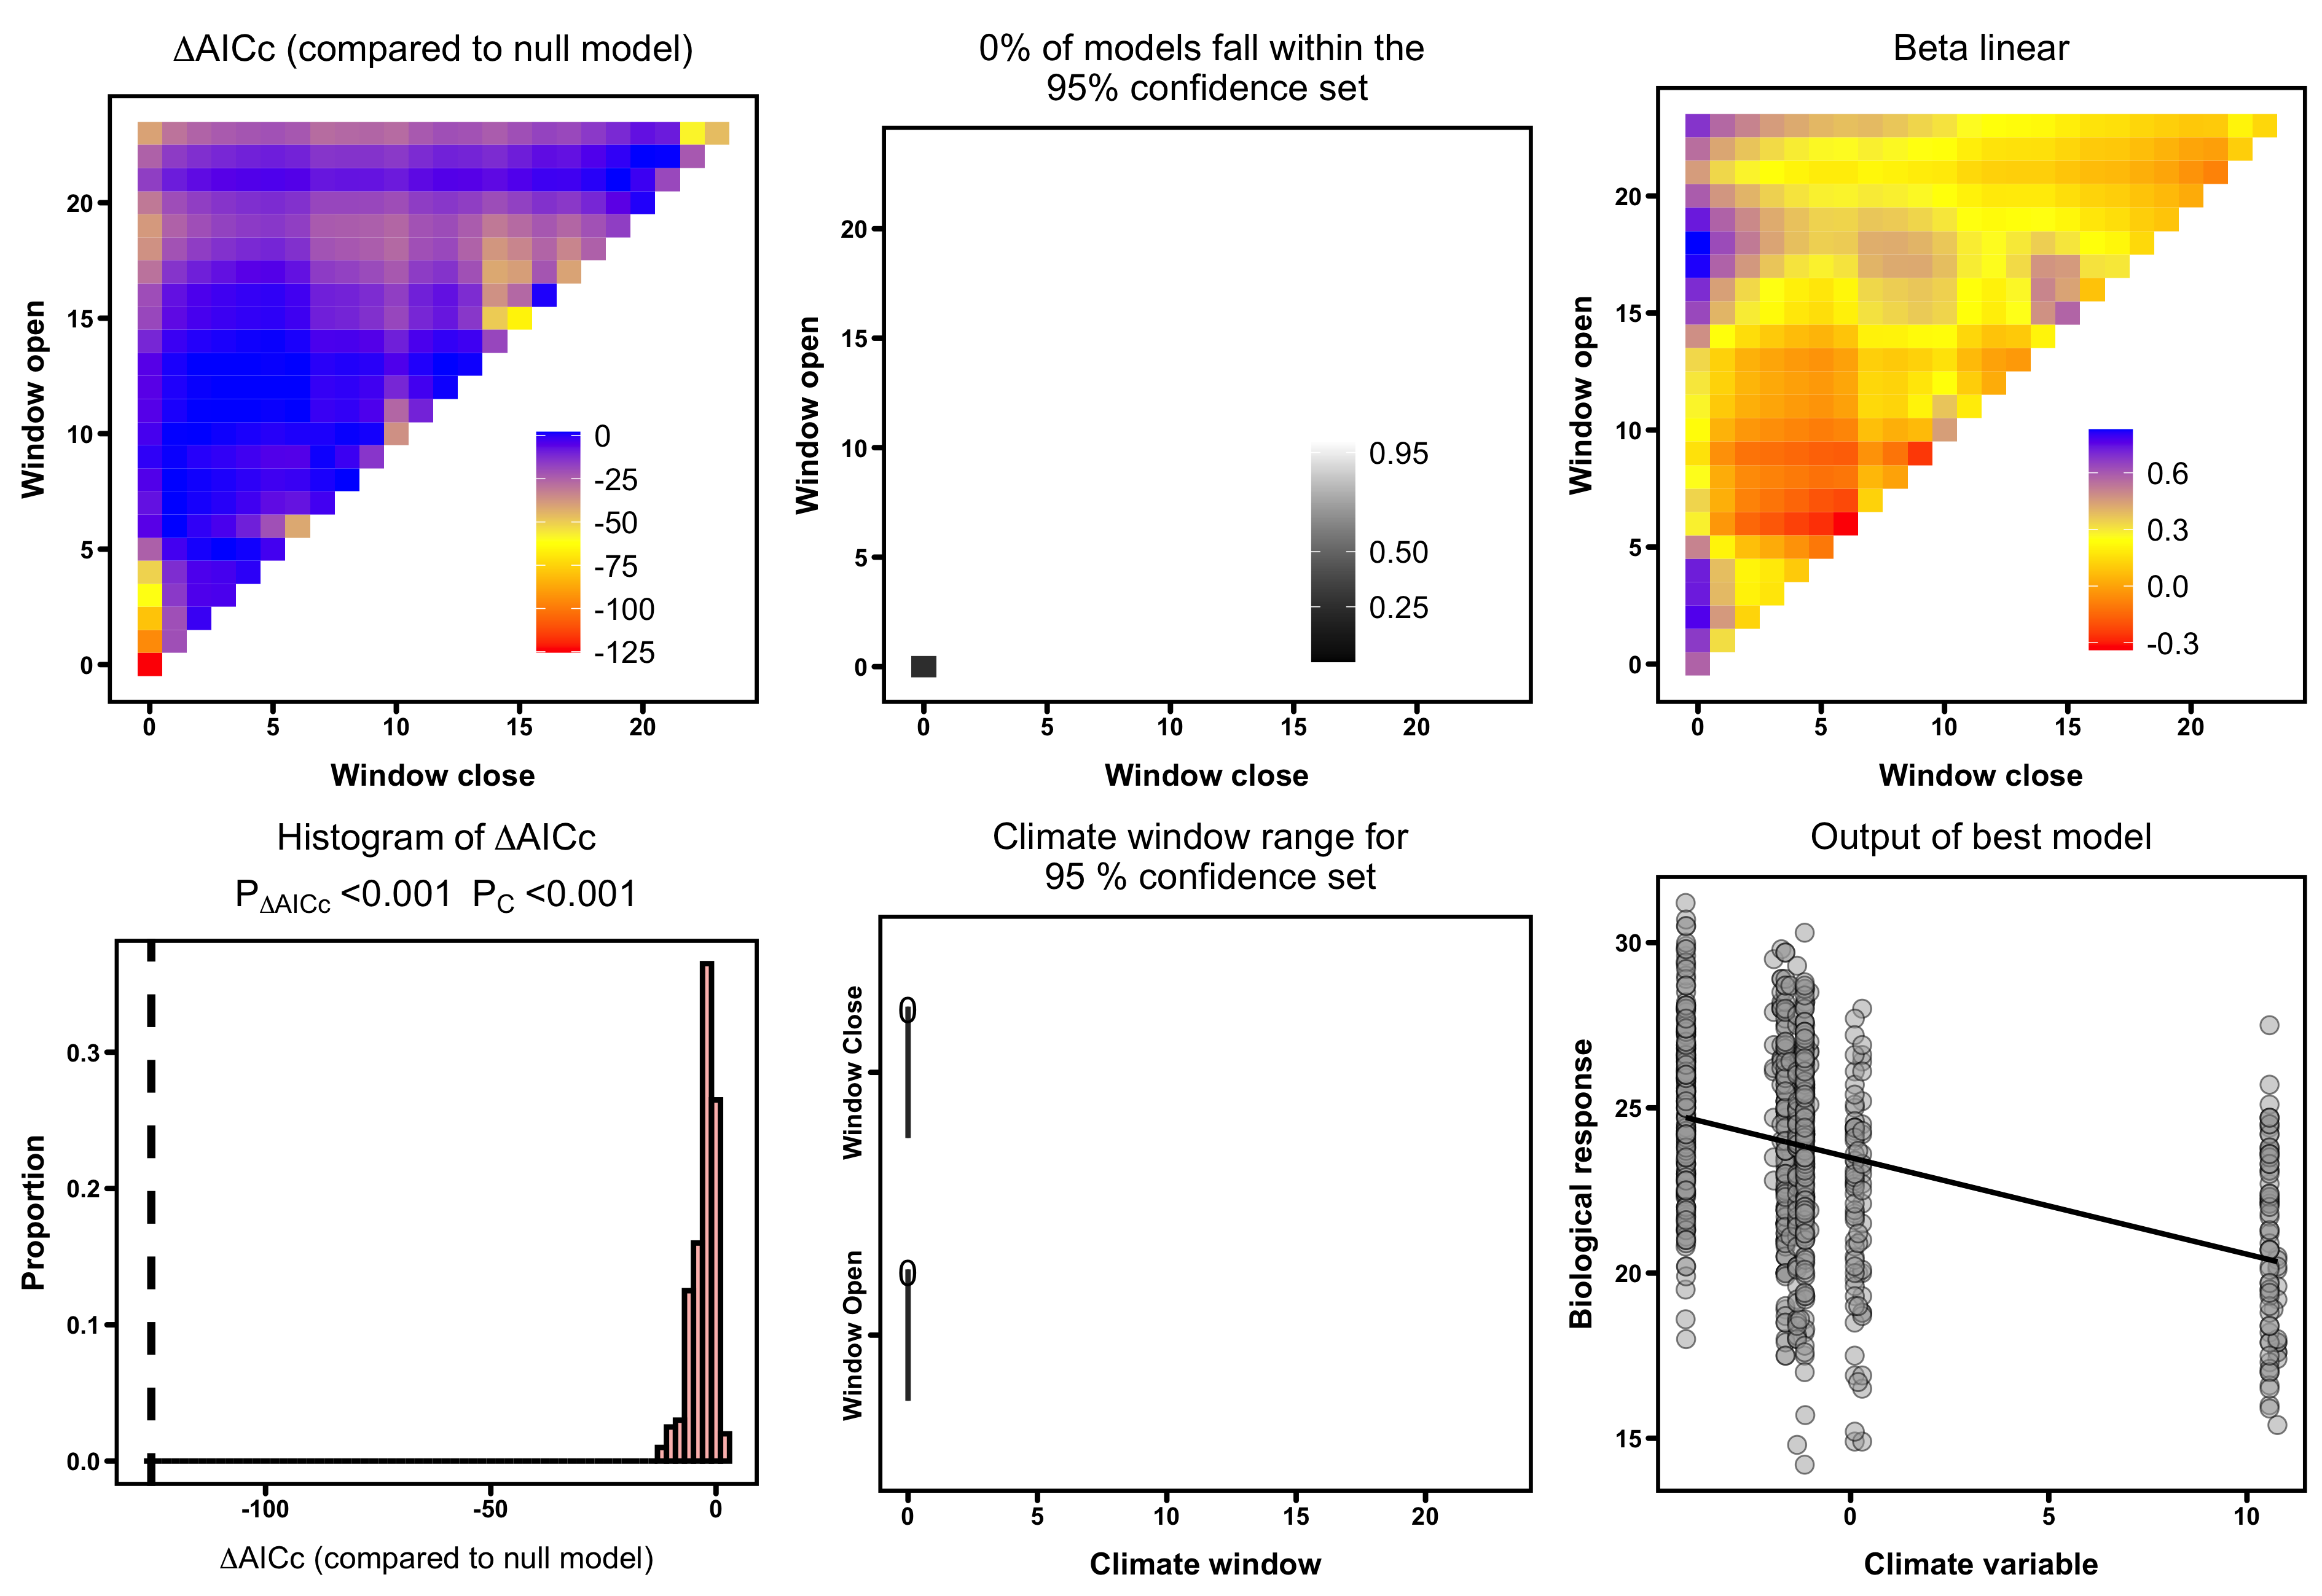 ΔAICc (compared to null model)
Window open
20
15
10
5
0
0
-25
-50
-75
-100
-125
0 5 10 15 20
Window close
0% of models fall within the
95% confidence set
Window open
20
15
10
5
0
0.95
0.50
0.25
0 5 10 15 20
Window close
Beta linear
Window open
20
15
10
5
0
0.6
0.3
0.0
-0.3
0 5 10 15 20
Window close
Histogram of ΔAICc
PΔAICc <0.001 PC <0.001
Proportion
0.3
0.2
0.1
0.0
-100 -50 0
ΔAICc (compared to null model)
Climate window range for
95 % confidence set
Window Close
0
Window Open
0
0 5 10 15 20
Climate window
Output of best model
Biological response
30
25
20
15
0 5 10
Climate variable